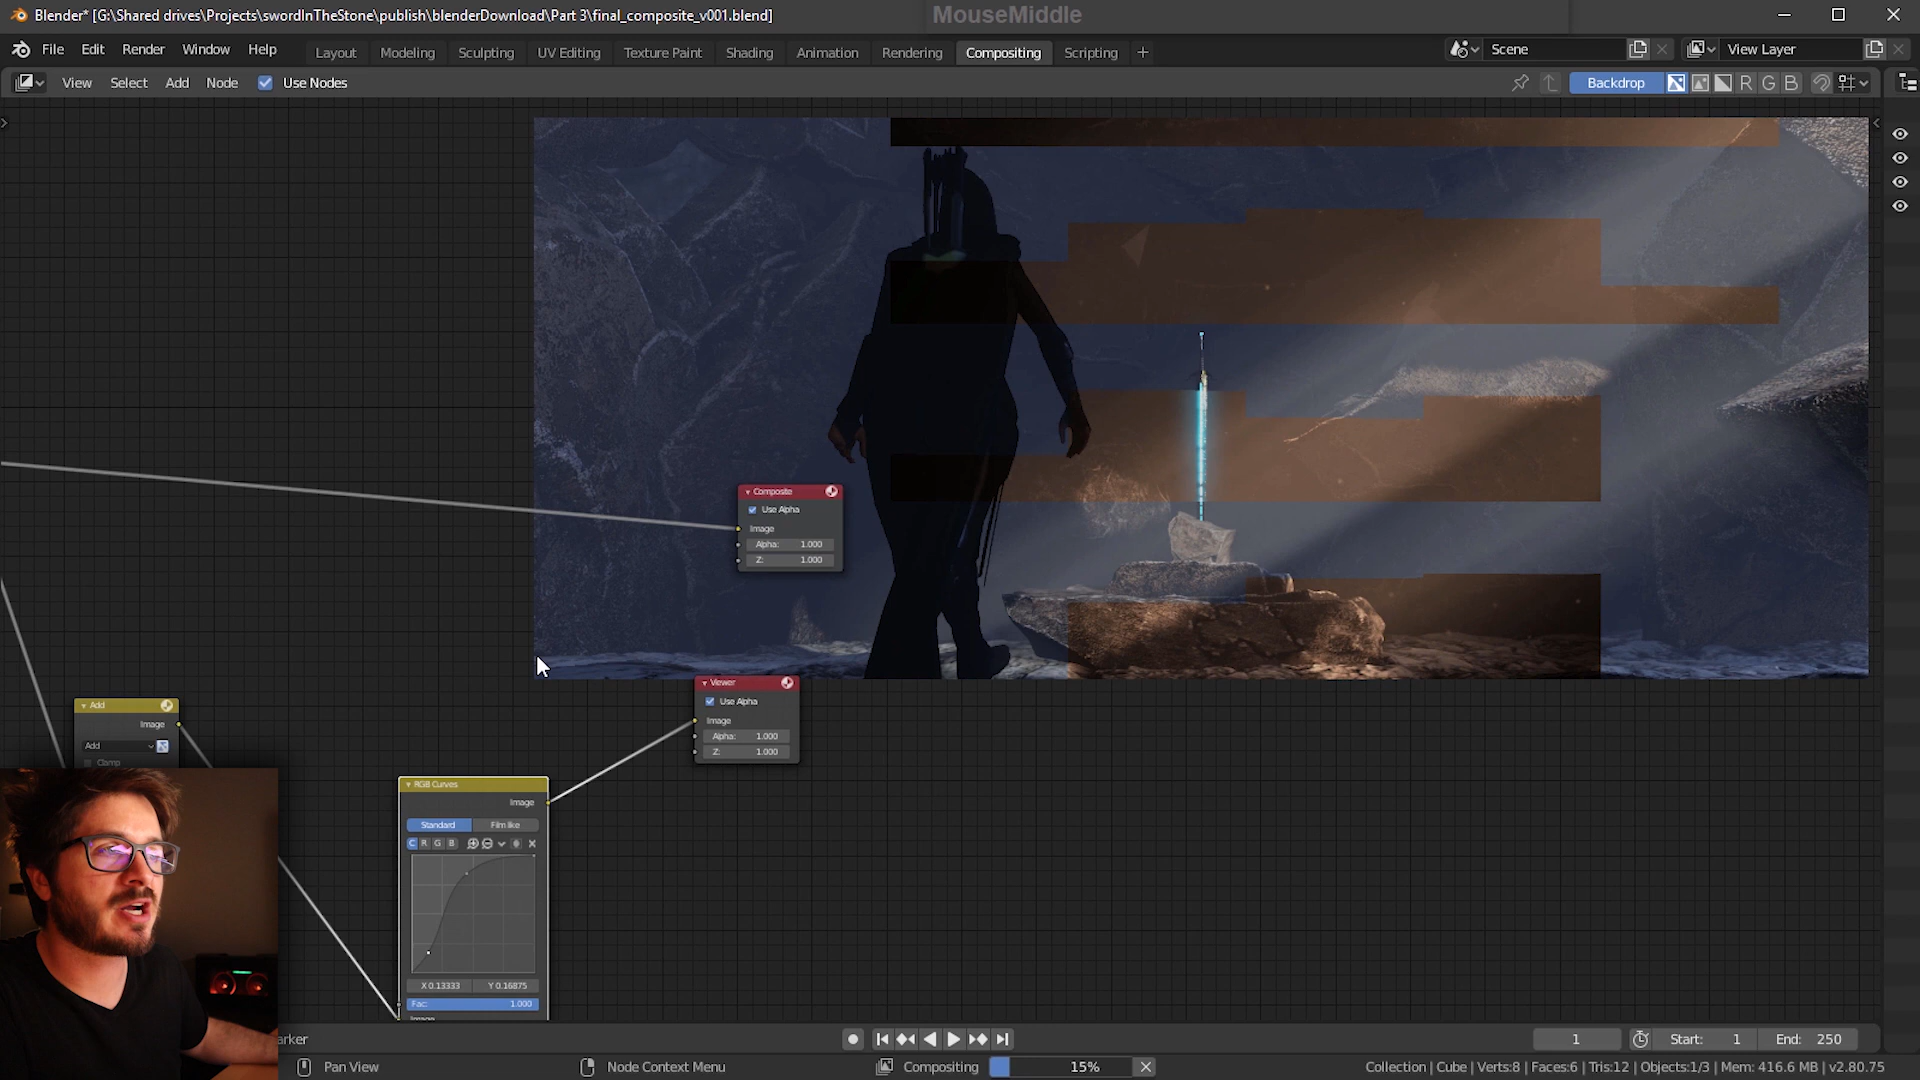 Blender* [G:\Shared drives\Projects\swordInTheStone\publish\blenderDownload\Part 3\final_composite_v001.blend]
MouseMiddle
File Edit Render Window Help
Layout Modeling Sculpting UV Editing Texture Paint Shading Animation Rendering Compositing Scripting +
Scene
View Layer
View Select Add Node Use Nodes
Backdrop
R G B
Composite
Use Alpha
Image
Alpha: 1.000
Z: 1.000
Viewer
Use Alpha
Image
Alpha: 1.000
Z: 1.000
Add
Image
Add
Clamp
RGB Curves
Image
Standard Film like
C R G B
X 0.13333 Y 0.16875
Fac: 1.000
Image
arker
1
Start: 1
End: 250
Pan View
Node Context Menu
Compositing
15%
Collection | Cube | Verts:8 | Faces:6 | Tris:12 | Objects:1/3 | Mem: 416.6 MB | v2.80.75